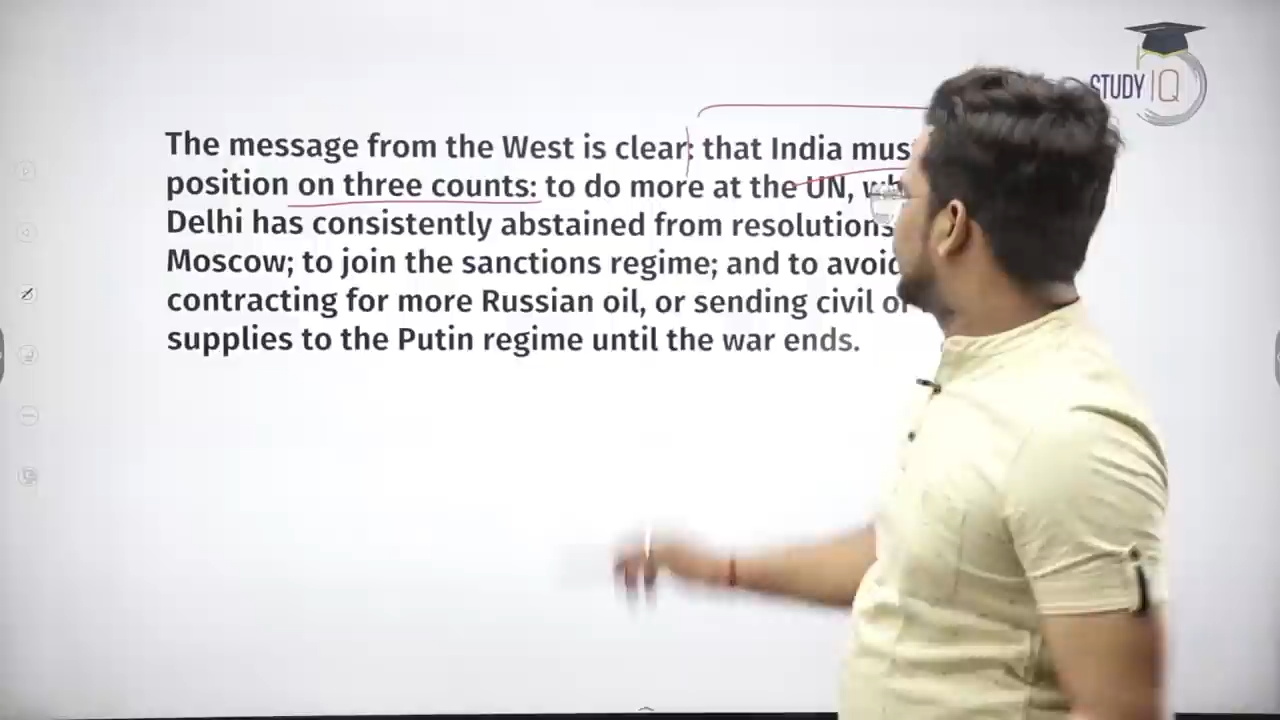 STUDY IQ
The message from the West is clear: that India
position on three counts: to do more at the UN,
Delhi has consistently abstained from resolutions
Moscow; to join the sanctions regime; and to avoid
contracting for more Russian oil, or sending civil or
supplies to the Putin regime until the war ends.